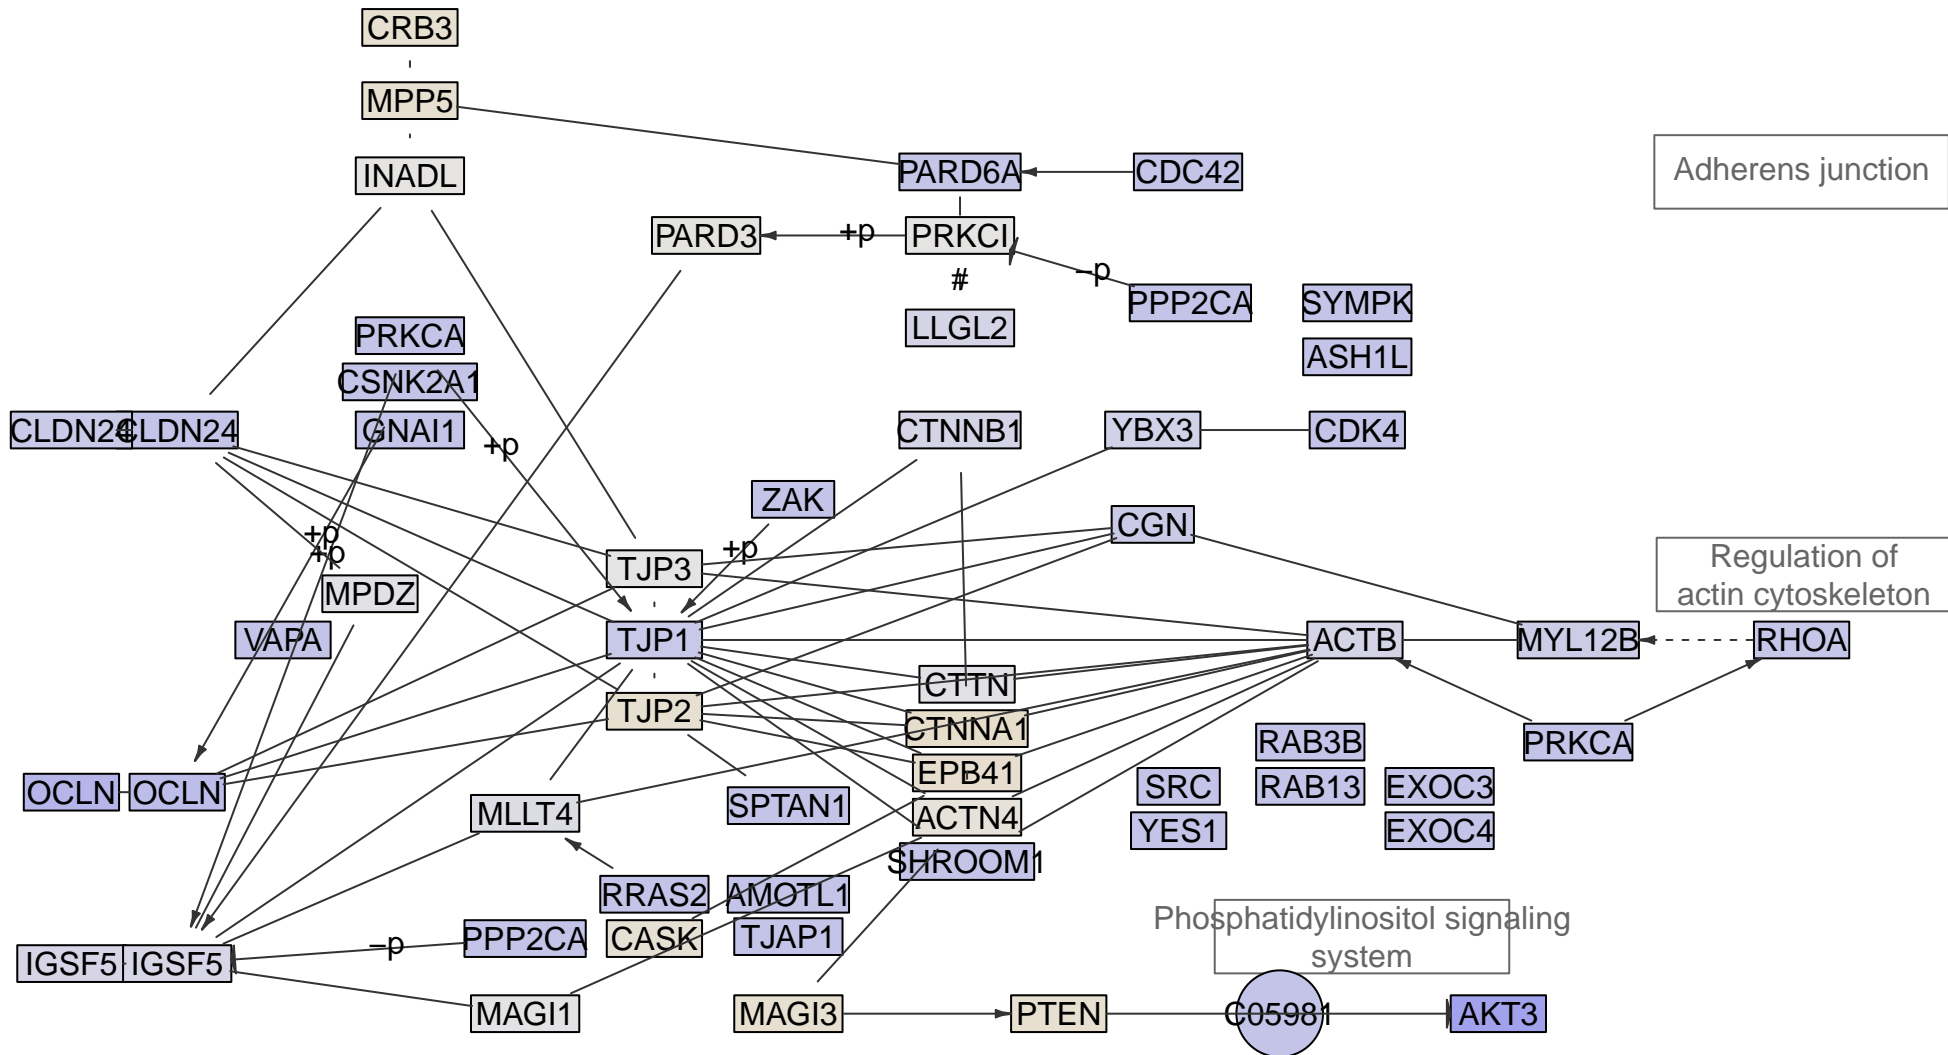 CRB3
MPP5
INADL
PARD6A
CDC42
Adherens junction
PARD3
+p
PRKCI
–p
#
PPP2CA
SYMPK
PRKCA
LLGL2
ASH1L
CSNK2A1
CLDN24
CLDN24
GNAI1
+p
CTNNB1
YBX3
CDK4
ZAK
CGN
+p
+p
+p
TJP3
Regulation of
actin cytoskeleton
MPDZ
VAPA
TJP1
ACTB
MYL12B
RHOA
CTTN
TJP2
CTNNA1
RAB3B
PRKCA
EPB41
OCLN
OCLN
MLLT4
SPTAN1
SRC
RAB13
EXOC3
ACTN4
YES1
EXOC4
SHROOM1
RRAS2
AMOTL1
Phosphatidylinositol signaling
system
–p
PPP2CA
CASK
TJAP1
IGSF5
IGSF5
MAGI1
MAGI3
PTEN
C05981
AKT3